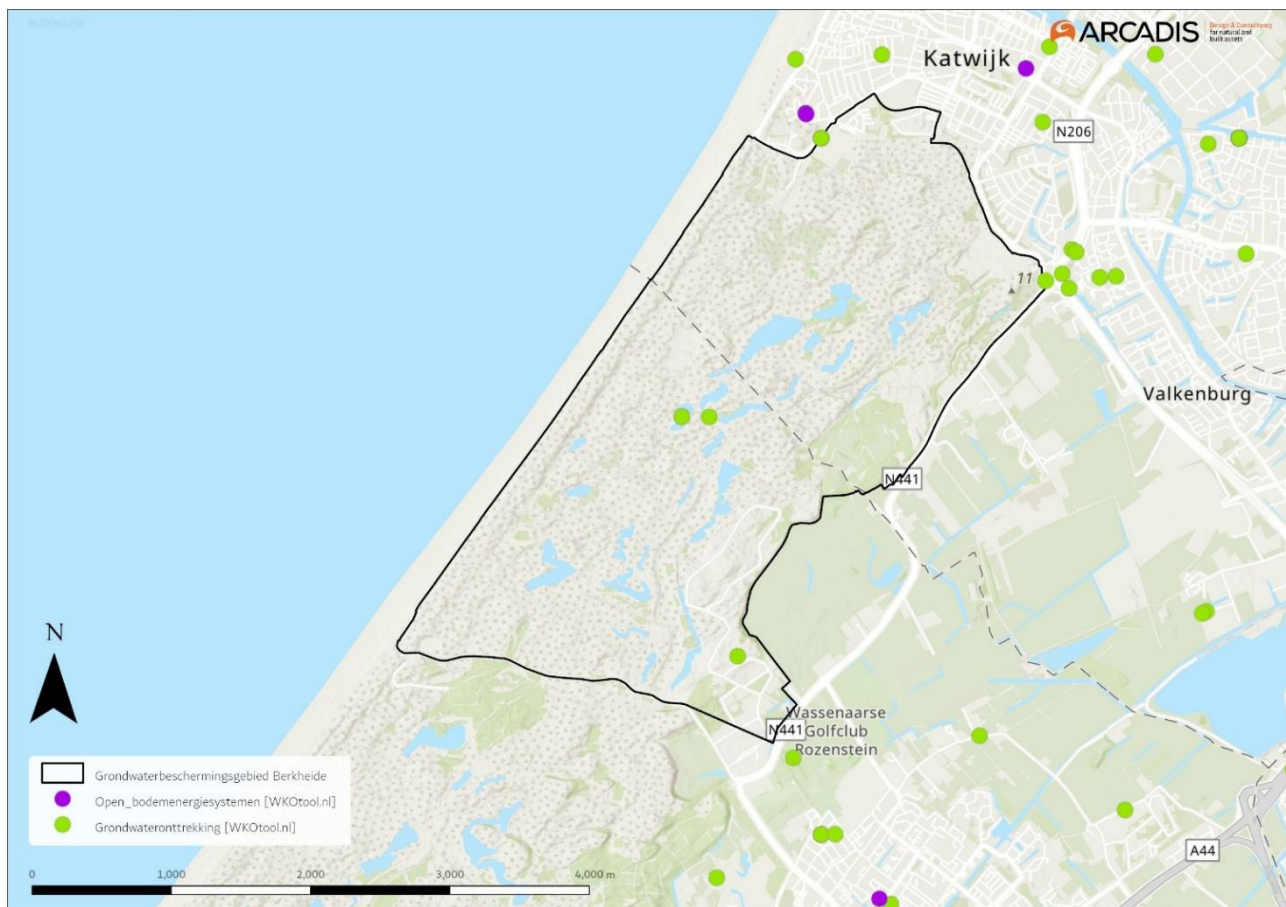 ARCADIS
Design & Consultancy
for natural and
built assets
Katwijk
N206
11
Valkenburg
N441
Wassenaarse
Golfclub
Rozenstein
N441
A44
N
Grondwaterbeschermingsgebied Berkheide
Open_bodemenergiesystemen [WKOtool.nl]
Grondwateronttrekking [WKOtool.nl]
0
1,000
2,000
3,000
4,000 m